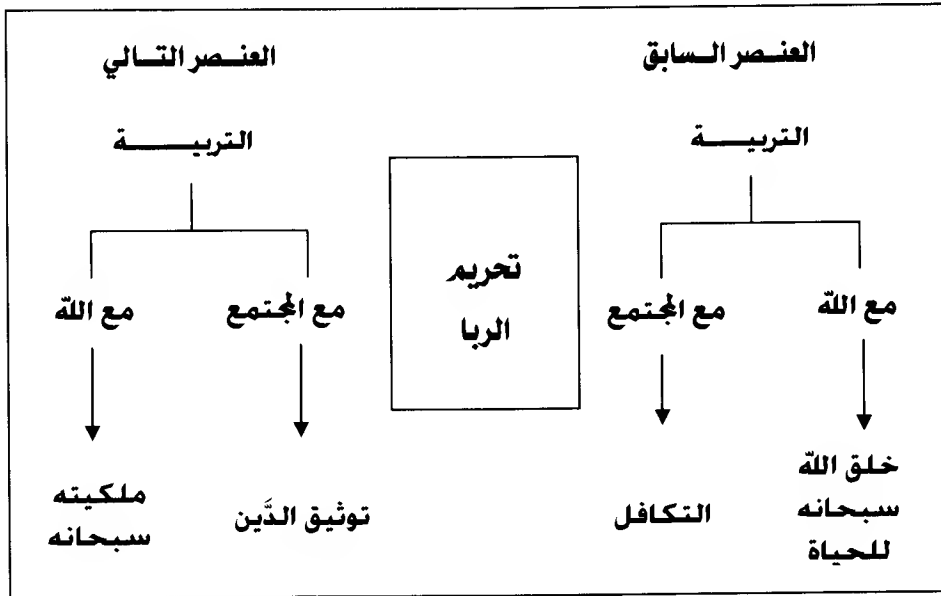 العنصر السابق
العنصر التالي
التربية
التربية
تحريم
الربا
مع الله
مع المجتمع
مع المجتمع
مع الله
خلق الله
سبحانه
للحياة
التكافل
توثيق الدَّين
ملكيته
سبحانه